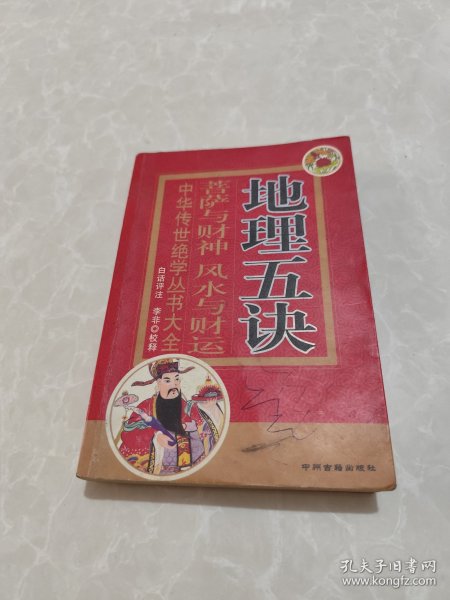 地理五诀
菩萨与财神 风水与财运
中华传世绝学丛书大全
白话评注 李非◎校释
中州古籍出版社
孔夫子旧书网
www.kongfz.com